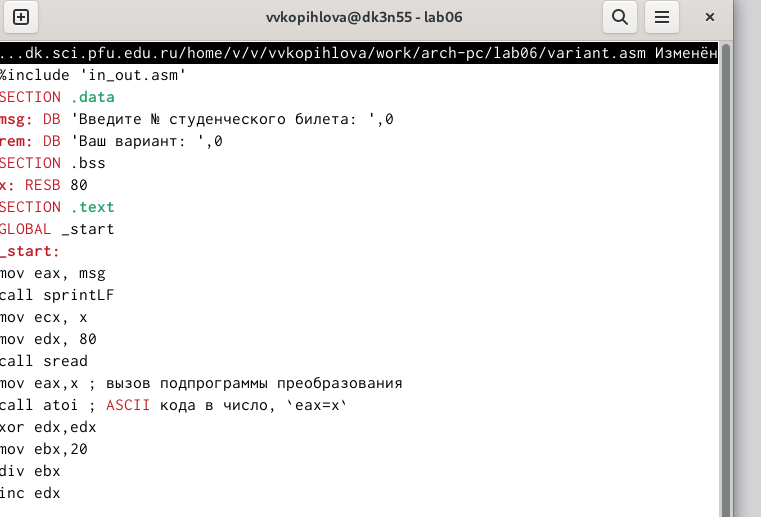 vvkopihlova@dk3n55 - lab06
...dk.sci.pfu.edu.ru/home/v/v/vvkopihlova/work/arch-pc/lab06/variant.asm Изменён
%include 'in_out.asm'
SECTION .data
msg: DB 'Введите № студенческого билета: ',0
rem: DB 'Ваш вариант: ',0
SECTION .bss
x: RESB 80
SECTION .text
GLOBAL _start
_start:
mov eax, msg
call sprintLF
mov ecx, x
mov edx, 80
call sread
mov eax,x ; вызов подпрограммы преобразования
call atoi ; ASCII кода в число, `eax=x`
xor edx,edx
mov ebx,20
div ebx
inc edx